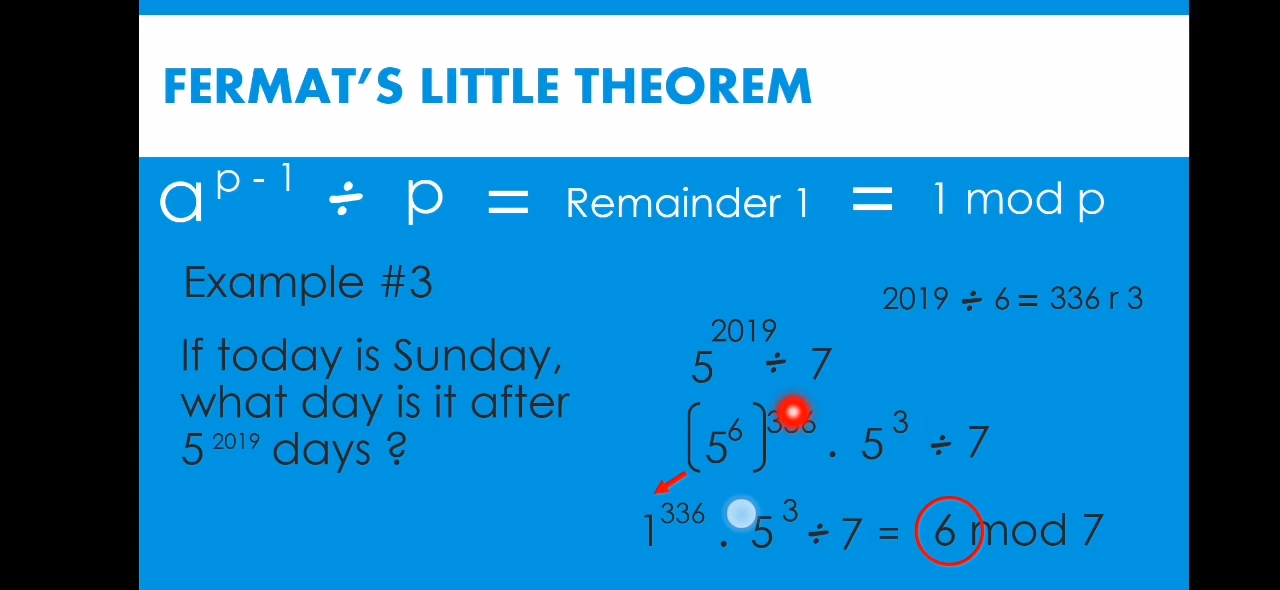 FERMAT'S LITTLE THEOREM
a^(p - 1) ÷ p = Remainder 1 = 1 mod p
Example #3
2019 ÷ 6 = 336 r 3
If today is Sunday,
what day is it after
5^2019 days ?
5^2019 ÷ 7
(5^6)^336 . 5^3 ÷ 7
1^336 . 5^3 ÷ 7 = 6 mod 7